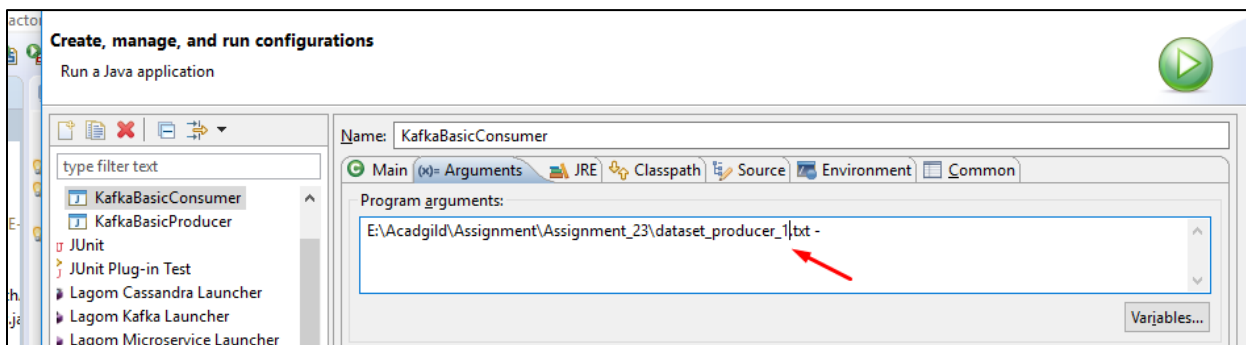 acto
Create, manage, and run configurations
Run a Java application
Name: KafkaBasicConsumer
type filter text
Main (x)= Arguments JRE Classpath Source Environment Common
KafkaBasicConsumer
Program arguments:
KafkaBasicProducer
E:\Acadgild\Assignment\Assignment_23\dataset_producer_1.txt -
E-
JUnit
JUnit Plug-in Test
Lagom Cassandra Launcher
Lagom Kafka Launcher
Variables...
Lagom Microservice Launcher